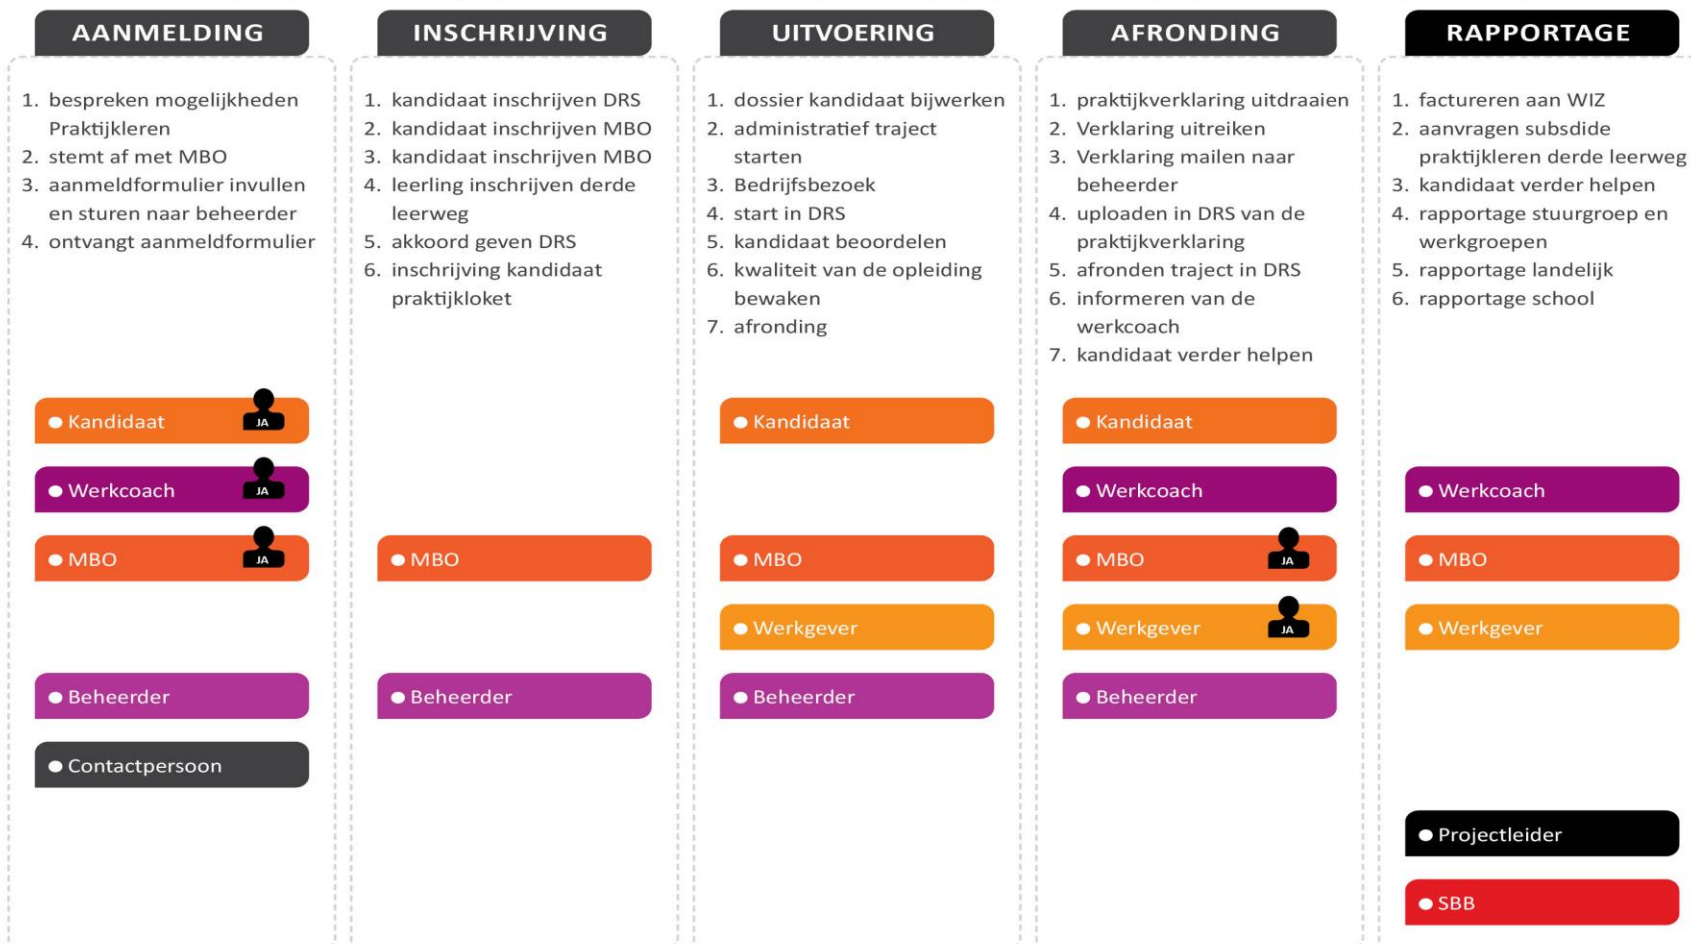 AANMELDING
1. bespreken mogelijkheden
Praktijkleren
2. stemt af met MBO
3. aanmeldformulier invullen
en sturen naar beheerder
4. ontvangt aanmeldformulier
Kandidaat JA
Werkcoach JA
MBO JA
Beheerder
Contactpersoon
INSCHRIJVING
1. kandidaat inschrijven DRS
2. kandidaat inschrijven MBO
3. kandidaat inschrijven MBO
4. leerling inschrijven derde
leerweg
5. akkoord geven DRS
6. inschrijving kandidaat
praktijkloket
MBO
Beheerder
UITVOERING
1. dossier kandidaat bijwerken
2. administratief traject
starten
3. Bedrijfsbezoek
4. start in DRS
5. kandidaat beoordelen
6. kwaliteit van de opleiding
bewaken
7. afronding
Kandidaat
MBO
Werkgever
Beheerder
AFRONDING
1. praktijkverklaring uitdraaien
2. Verklaring uitreiken
3. Verklaring mailen naar
beheerder
4. uploaden in DRS van de
praktijkverklaring
5. afronden traject in DRS
6. informeren van de
werkcoach
7. kandidaat verder helpen
Kandidaat
Werkcoach
MBO JA
Werkgever JA
Beheerder
RAPPORTAGE
1. factureren aan WIZ
2. aanvragen subsdide
praktijkleren derde leerweg
3. kandidaat verder helpen
4. rapportage stuurgroep en
werkgroepen
5. rapportage landelijk
6. rapportage school
Werkcoach
MBO
Werkgever
Projectleider
SBB